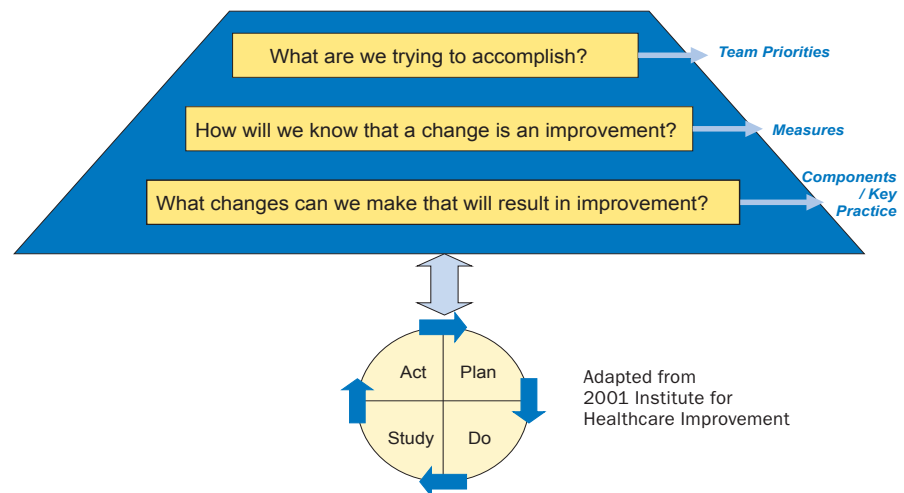 What are we trying to accomplish?
Team Priorities
How will we know that a change is an improvement?
Measures
What changes can we make that will result in improvement?
Components
/ Key
Practice
Act
Plan
Study
Do
Adapted from
2001 Institute for
Healthcare Improvement